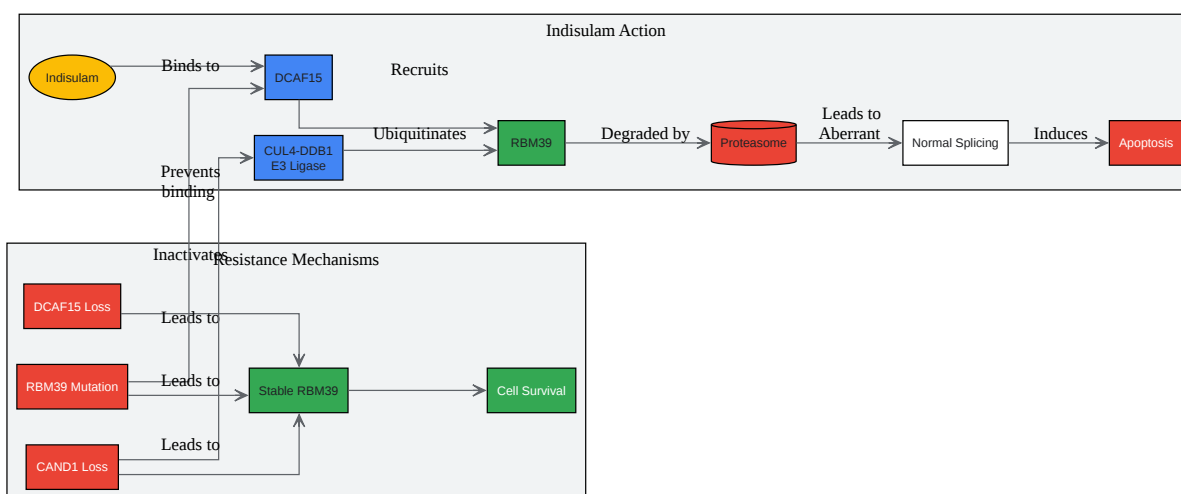 Indisulam Action
Indisulam
Binds to
DCAF15
Recruits
CUL4-DDB1
E3 Ligase
Ubiquitinates
RBM39
Degraded by
Proteasome
Leads to
Aberrant
Normal Splicing
Induces
Apoptosis
Prevents
binding
Inactivates
Resistance Mechanisms
DCAF15 Loss
Leads to
RBM39 Mutation
Leads to
Stable RBM39
Cell Survival
CAND1 Loss
Leads to